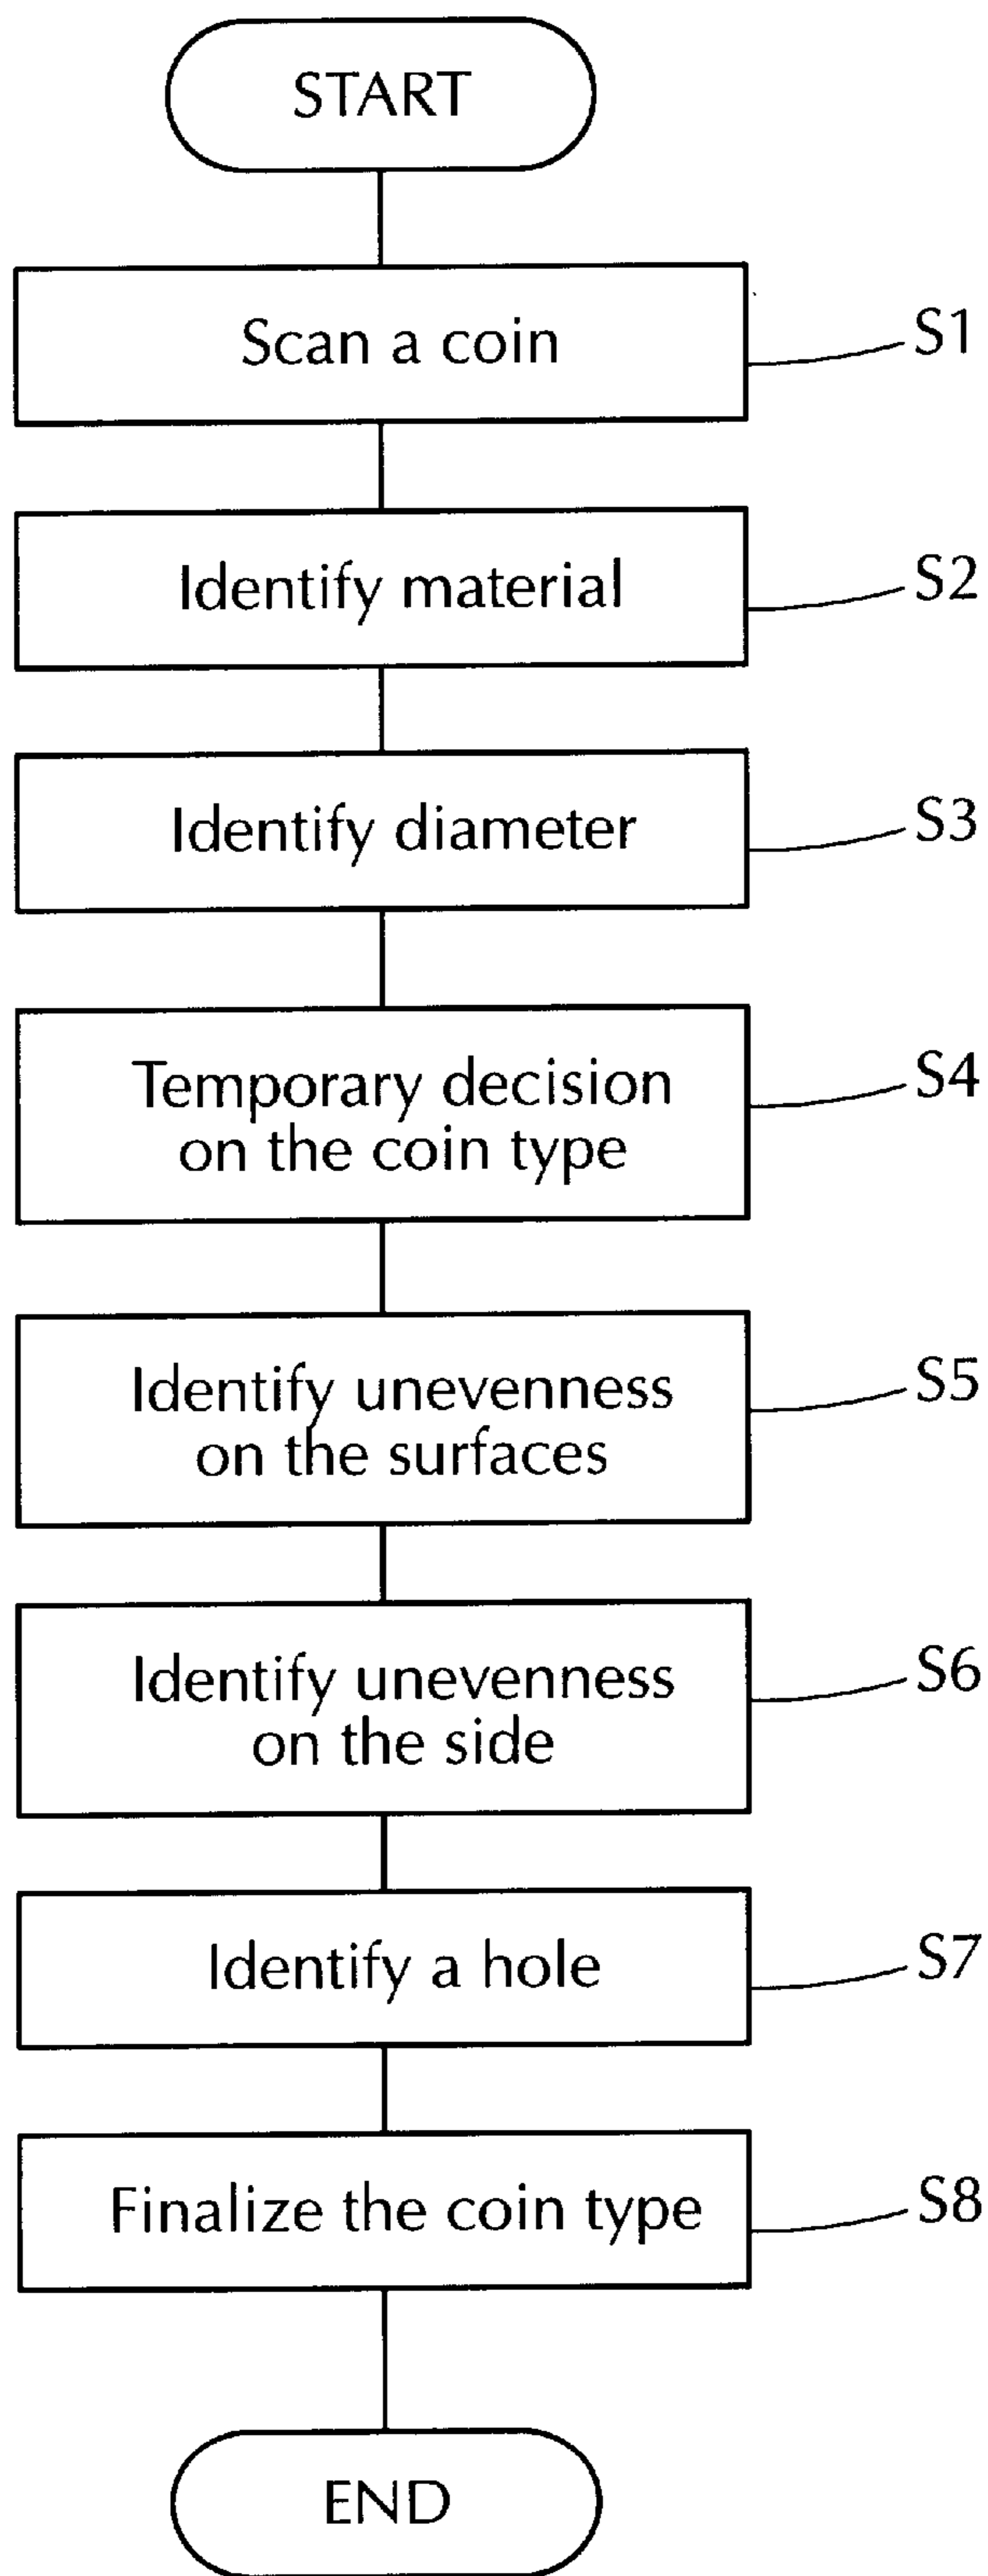 START
Scan a coin
S1
Identify material
S2
Identify diameter
S3
Temporary decision
on the coin type
S4
Identify unevenness
on the surfaces
S5
Identify unevenness
on the side
S6
Identify a hole
S7
Finalize the coin type
S8
END